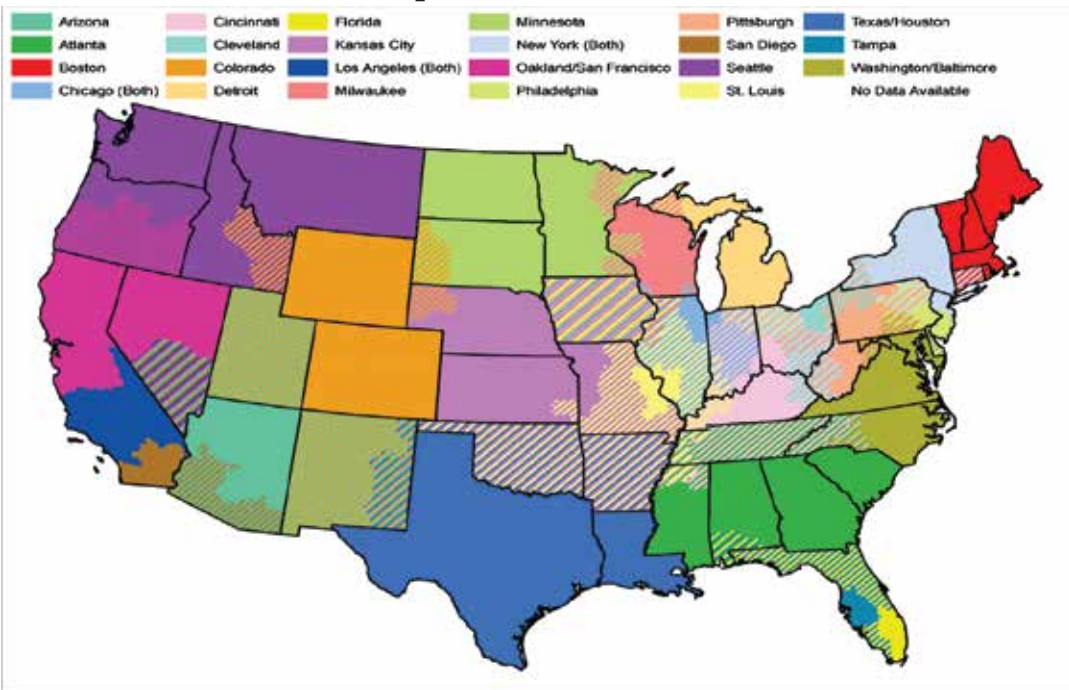 Arizona Cincinnati Florida Minnesota Pittsburgh Texas/Houston
Atlanta Cleveland Kansas City New York (Both) San Diego Tampa
Boston Colorado Los Angeles (Both) Oakland/San Francisco Seattle Washington/Baltimore
Chicago (Both) Detroit Milwaukee Philadelphia St. Louis No Data Available